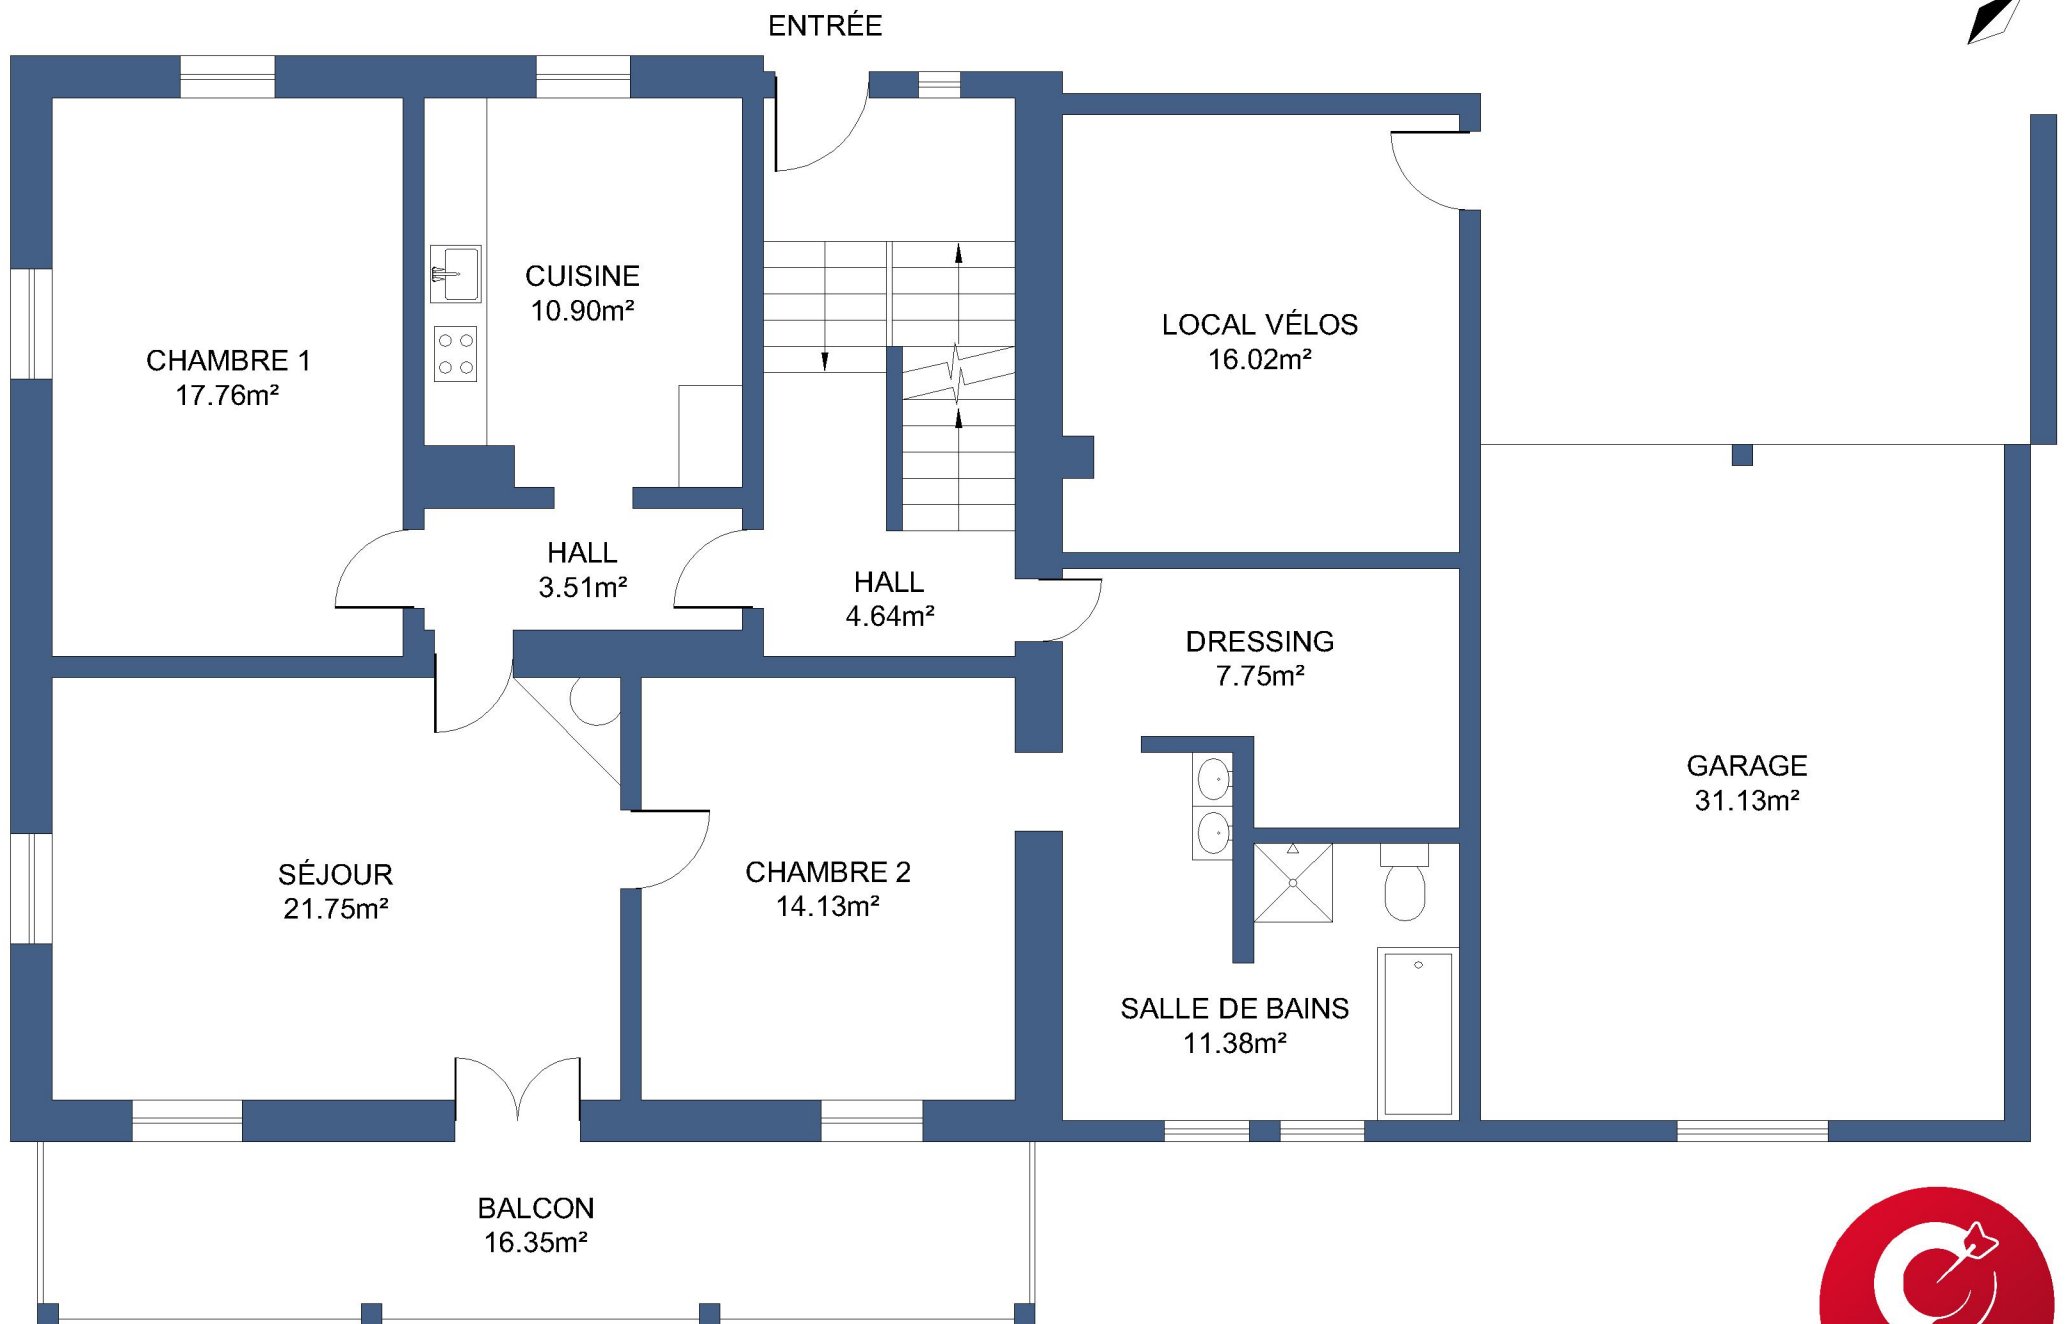 ENTRÉE
CUISINE
10.90m²
LOCAL VÉLOS
16.02m²
CHAMBRE 1
17.76m²
HALL
3.51m²
HALL
4.64m²
DRESSING
7.75m²
GARAGE
31.13m²
SÉJOUR
21.75m²
CHAMBRE 2
14.13m²
SALLE DE BAINS
11.38m²
BALCON
16.35m²